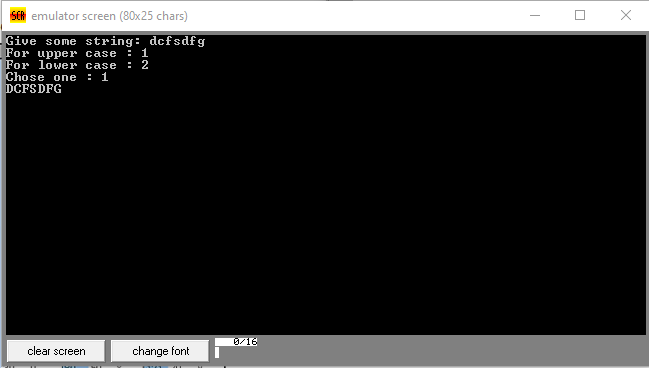 SCR emulator screen (80x25 chars)
Give some string: dcfsdfg
For upper case : 1
For lower case : 2
Chose one : 1
DCFSDFG
clear screen
change font
0/16